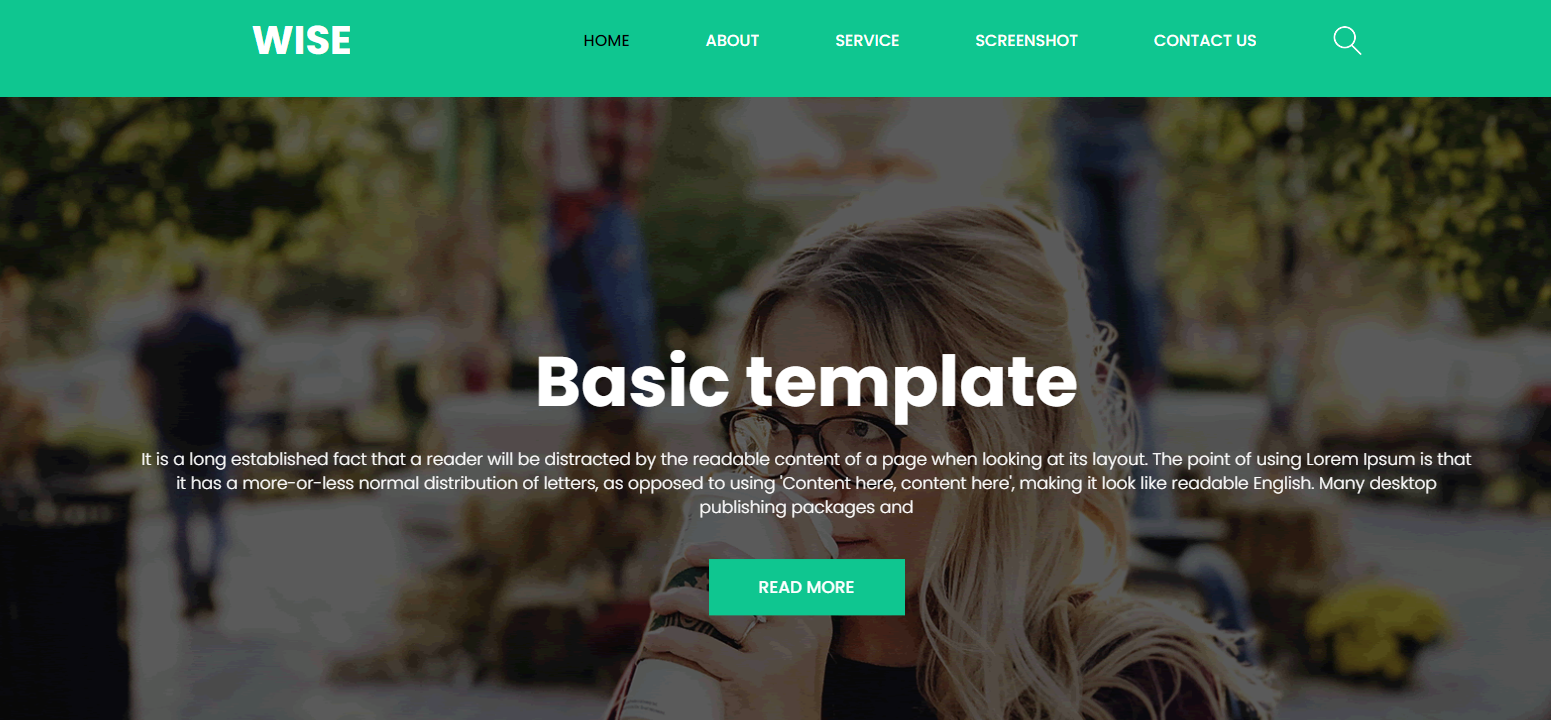 WISE
HOME
ABOUT
SERVICE
SCREENSHOT
CONTACT US
Basic template
It is a long established fact that a reader will be distracted by the readable content of a page when looking at its layout. The point of using Lorem Ipsum is that
it has a more-or-less normal distribution of letters, as opposed to using 'Content here, content here', making it look like readable English. Many desktop
publishing packages and
READ MORE